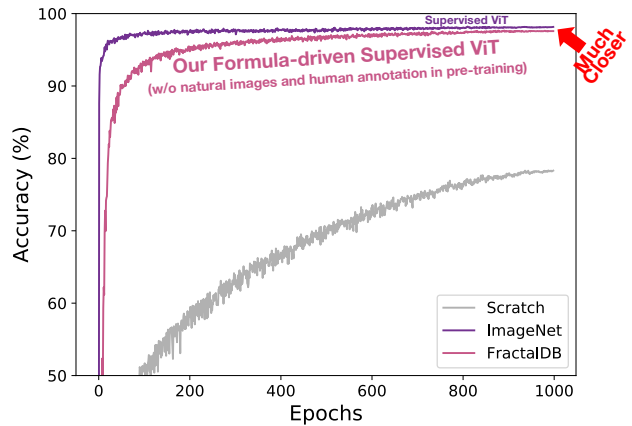 100
90
80
70
60
50
Accuracy (%)
Supervised ViT
Our Formula-driven Supervised ViT
(w/o natural images and human annotation in pre-training)
Much
Closer
Scratch
ImageNet
FractalDB
0
200
400
600
800
1000
Epochs